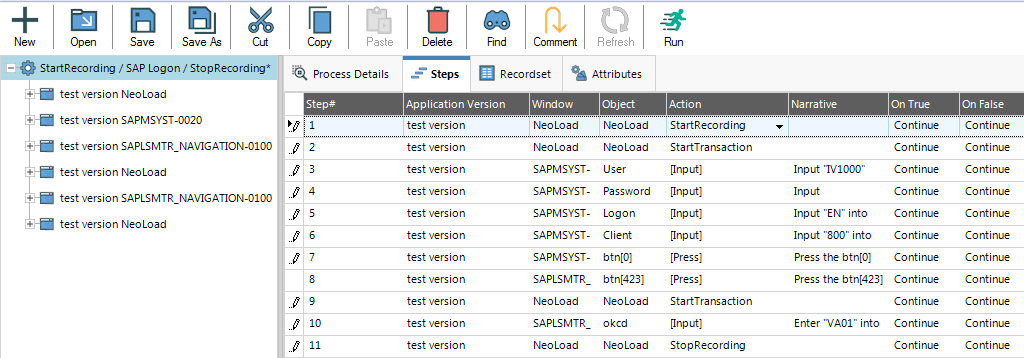 New Open Save Save As Cut Copy Paste Delete Find Comment Refresh Run
StartRecording / SAP Logon / StopRecording*
test version NeoLoad
test version SAPMSYST-0020
test version SAPLSMTR_NAVIGATION-0100
test version NeoLoad
test version SAPLSMTR_NAVIGATION-0100
test version NeoLoad
Process Details Steps Recordset Attributes
Step# Application Version Window Object Action Narrative On True On False
1 test version NeoLoad NeoLoad StartRecording Continue Continue
2 test version NeoLoad NeoLoad StartTransaction Continue Continue
3 test version SAPMSYST- User [Input] Input "IV1000" Continue Continue
4 test version SAPMSYST- Password [Input] Input Continue Continue
5 test version SAPMSYST- Logon [Input] Input "EN" into Continue Continue
6 test version SAPMSYST- Client [Input] Input "800" into Continue Continue
7 test version SAPMSYST- btn[0] [Press] Press the btn[0] Continue Continue
8 test version SAPLSMTR_ btn[423] [Press] Press the btn[423] Continue Continue
9 test version NeoLoad NeoLoad StartTransaction Continue Continue
10 test version SAPLSMTR_ okcd [Input] Enter "VA01" into Continue Continue
11 test version NeoLoad NeoLoad StopRecording Continue Continue